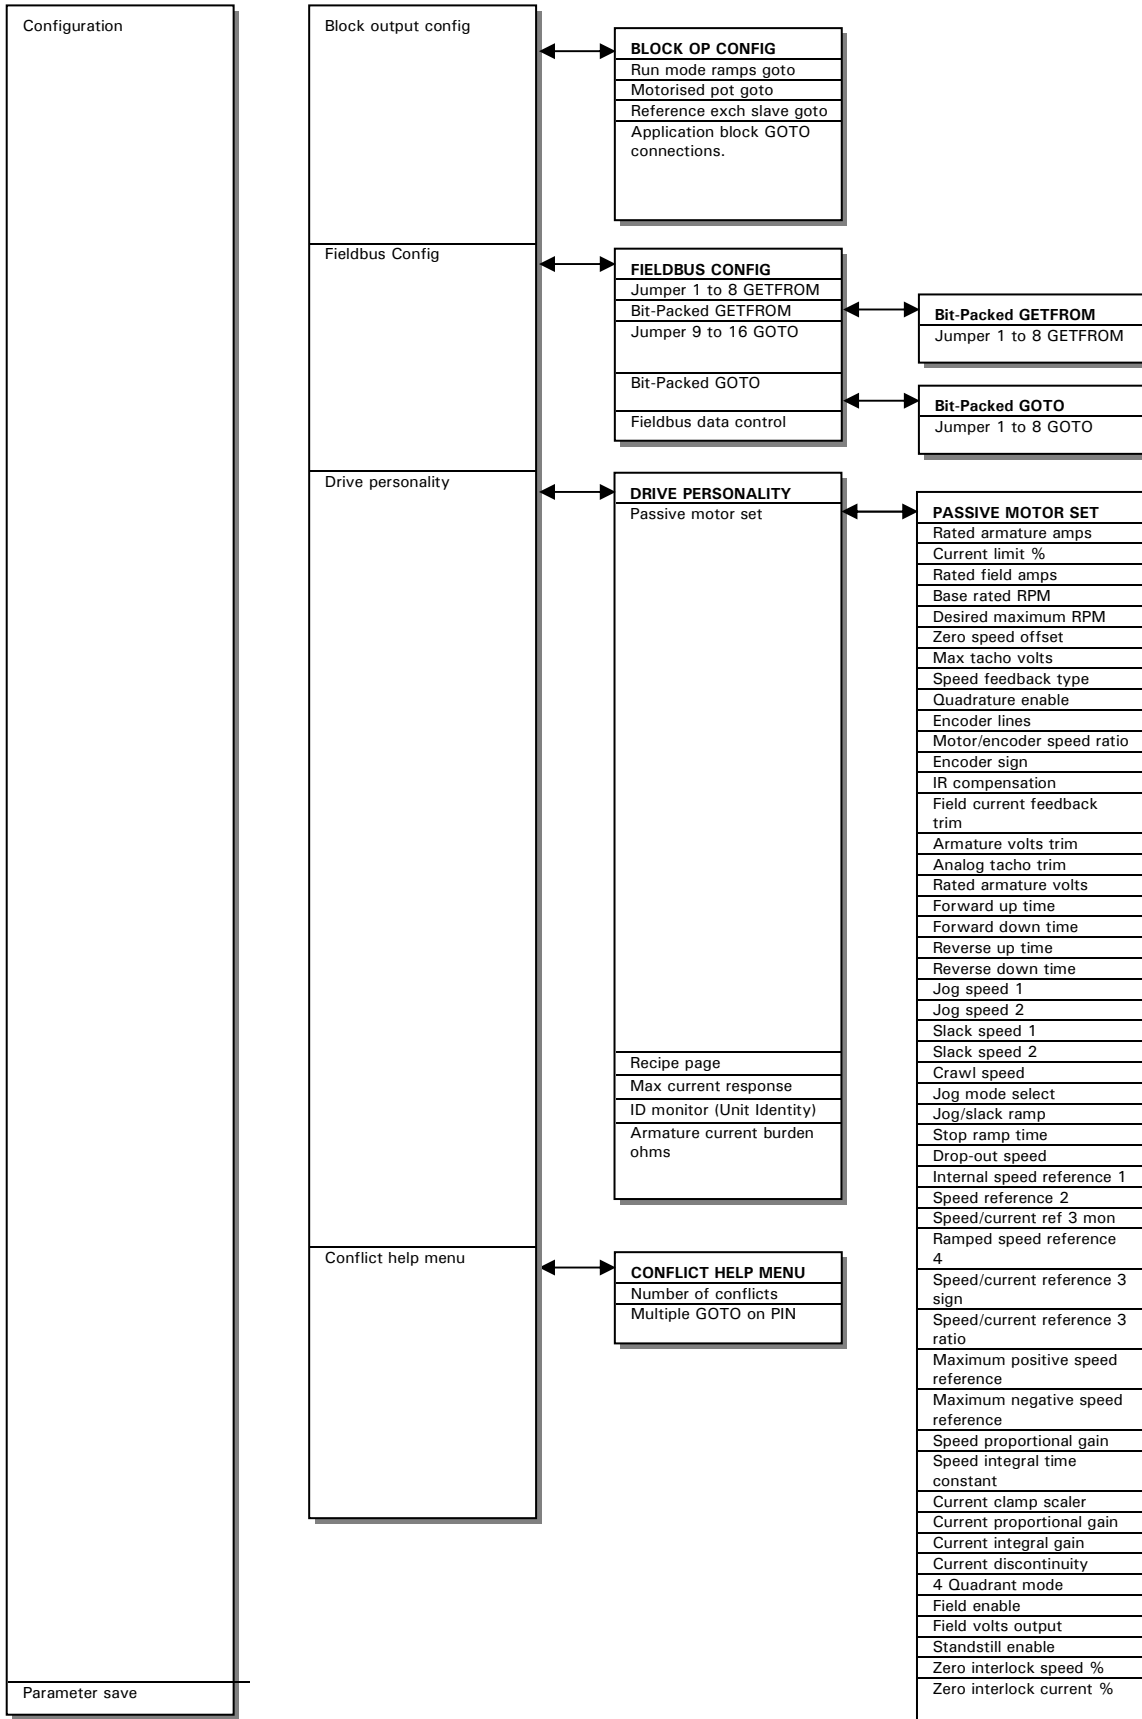 Configuration
Parameter save
Block output config
Fieldbus Config
Drive personality
Conflict help menu
BLOCK OP CONFIG
Run mode ramps goto
Motorised pot goto
Reference exch slave goto
Application block GOTO
connections.
FIELDBUS CONFIG
Jumper 1 to 8 GETFROM
Bit-Packed GETFROM
Jumper 9 to 16 GOTO
Bit-Packed GOTO
Fieldbus data control
Bit-Packed GETFROM
Jumper 1 to 8 GETFROM
Bit-Packed GOTO
Jumper 1 to 8 GOTO
DRIVE PERSONALITY
Passive motor set
Recipe page
Max current response
ID monitor (Unit Identity)
Armature current burden
ohms
CONFLICT HELP MENU
Number of conflicts
Multiple GOTO on PIN
PASSIVE MOTOR SET
Rated armature amps
Current limit %
Rated field amps
Base rated RPM
Desired maximum RPM
Zero speed offset
Max tacho volts
Speed feedback type
Quadrature enable
Encoder lines
Motor/encoder speed ratio
Encoder sign
IR compensation
Field current feedback
trim
Armature volts trim
Analog tacho trim
Rated armature volts
Forward up time
Forward down time
Reverse up time
Reverse down time
Jog speed 1
Jog speed 2
Slack speed 1
Slack speed 2
Crawl speed
Jog mode select
Jog/slack ramp
Stop ramp time
Drop-out speed
Internal speed reference 1
Speed reference 2
Speed/current ref 3 mon
Ramped speed reference
4
Speed/current reference 3
sign
Speed/current reference 3
ratio
Maximum positive speed
reference
Maximum negative speed
reference
Speed proportional gain
Speed integral time
constant
Current clamp scaler
Current proportional gain
Current integral gain
Current discontinuity
4 Quadrant mode
Field enable
Field volts output
Standstill enable
Zero interlock speed %
Zero interlock current %